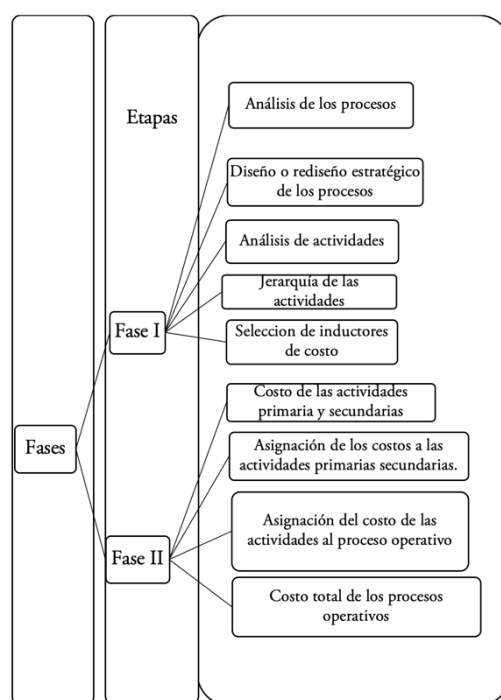 Etapas
Análisis de los procesos
Diseño o rediseño estratégico
de los procesos
Análisis de actividades
Jerarquía de las
actividades
Fase I
Seleccion de inductores
de costo
Costo de las actividades
primaria y secundarias
Fases
Asignación de los costos a las
actividades primarias secundarias.
Asignación del costo de las
actividades al proceso operativo
Fase II
Costo total de los procesos
operativos